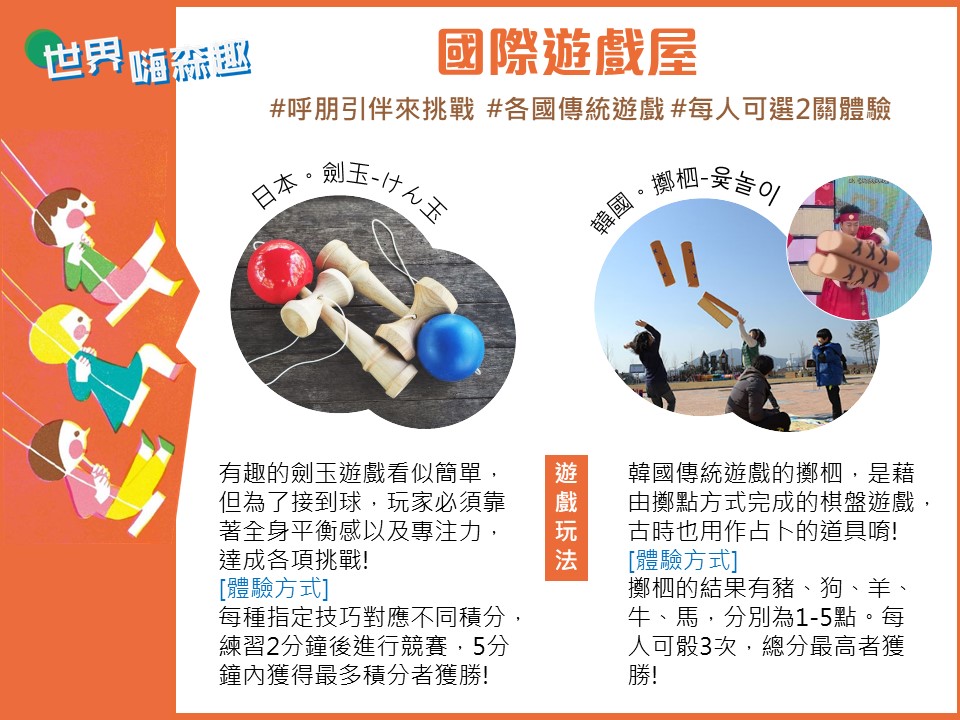 世界嗨森趣
國際遊戲屋
#呼朋引伴來挑戰 #各國傳統遊戲 #每人可選2關體驗
日本。劍玉-けん玉
韓國。擲柶-윷놀이
有趣的劍玉遊戲看似簡單，
但為了接到球，玩家必須靠
著全身平衡感以及專注力，
達成各項挑戰!
[體驗方式]
每種指定技巧對應不同積分，
練習2分鐘後進行競賽，5分
鐘內獲得最多積分者獲勝!
遊戲玩法
韓國傳統遊戲的擲柶，是藉
由擲點方式完成的棋盤遊戲，
古時也用作占卜的道具唷!
[體驗方式]
擲柶的結果有豬、狗、羊、
牛、馬，分別為1-5點。每
人可骰3次，總分最高者獲
勝!